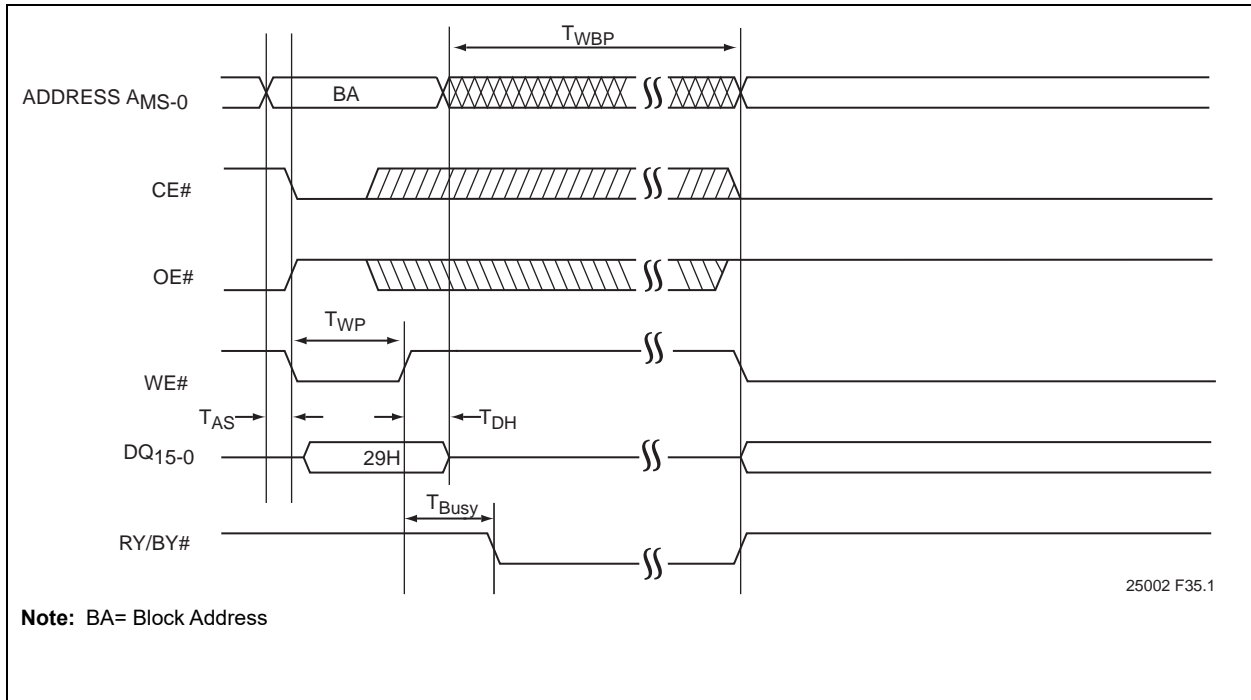 TWBP
ADDRESS AMS-0
BA
CE#
OE#
TWP
WE#
TAS
TDH
DQ15-0
29H
TBusy
RY/BY#
25002 F35.1
Note: BA= Block Address